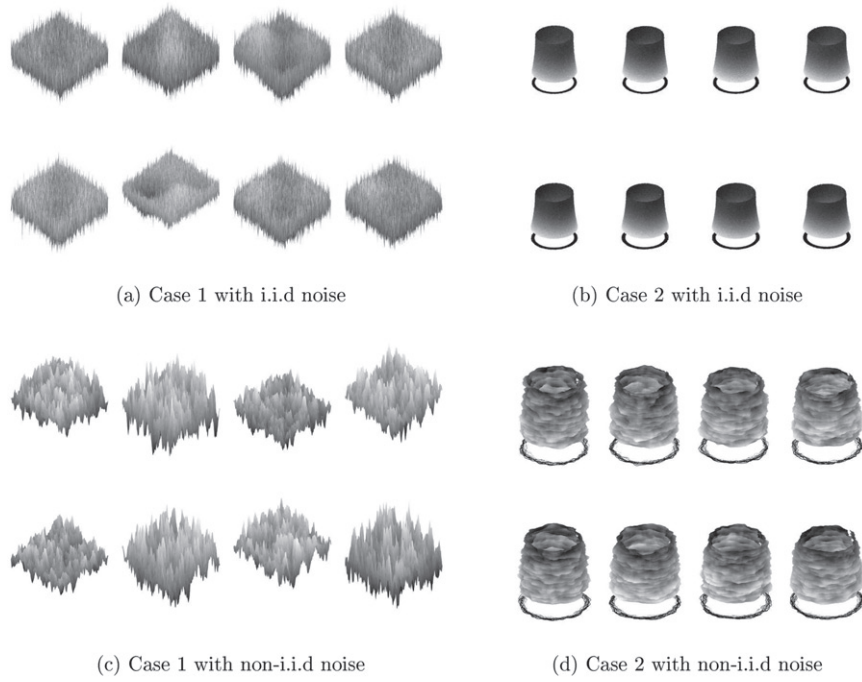 (a) Case 1 with i.i.d noise
(b) Case 2 with i.i.d noise
(c) Case 1 with non-i.i.d noise
(d) Case 2 with non-i.i.d noise